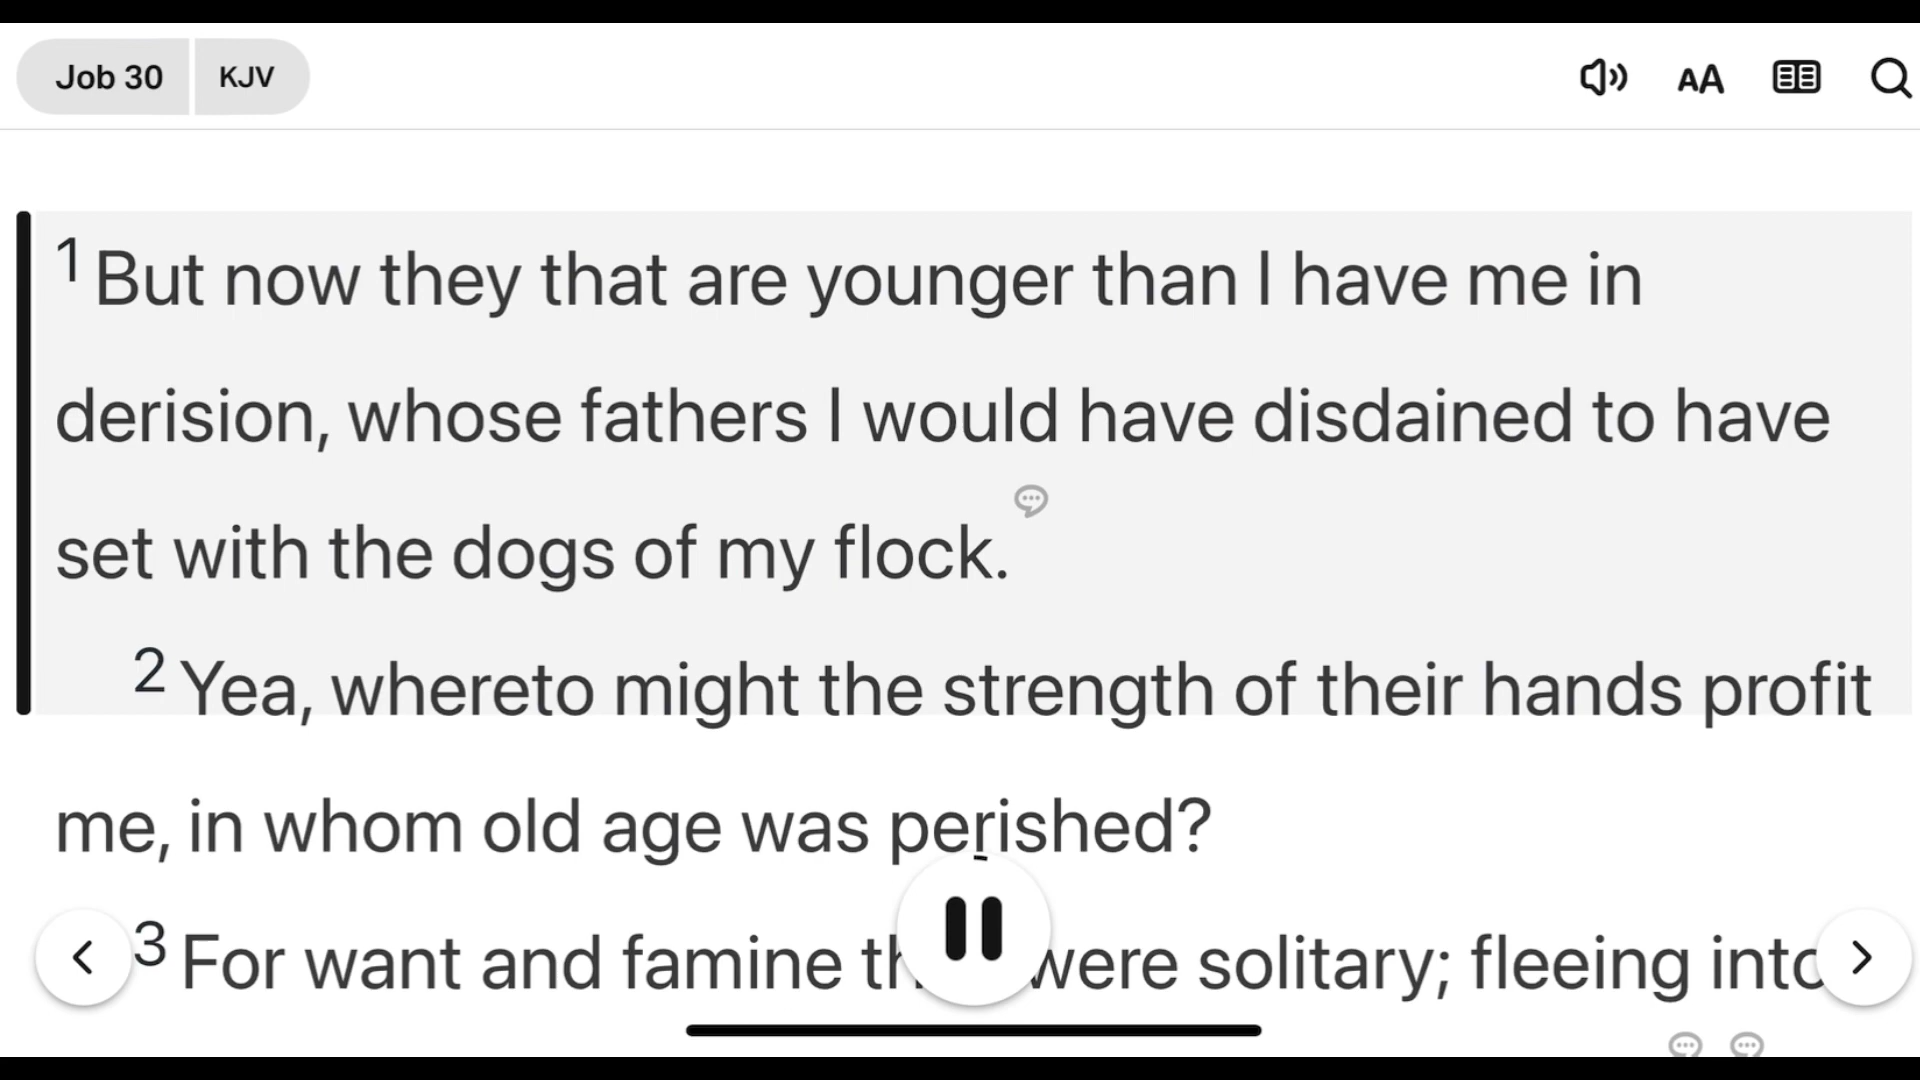 Job 30 KJV AA
1 But now they that are younger than I have me in
derision, whose fathers I would have disdained to have
set with the dogs of my flock.
2 Yea, whereto might the strength of their hands profit
me, in whom old age was perished?
3 For want and famine were solitary; fleeing into